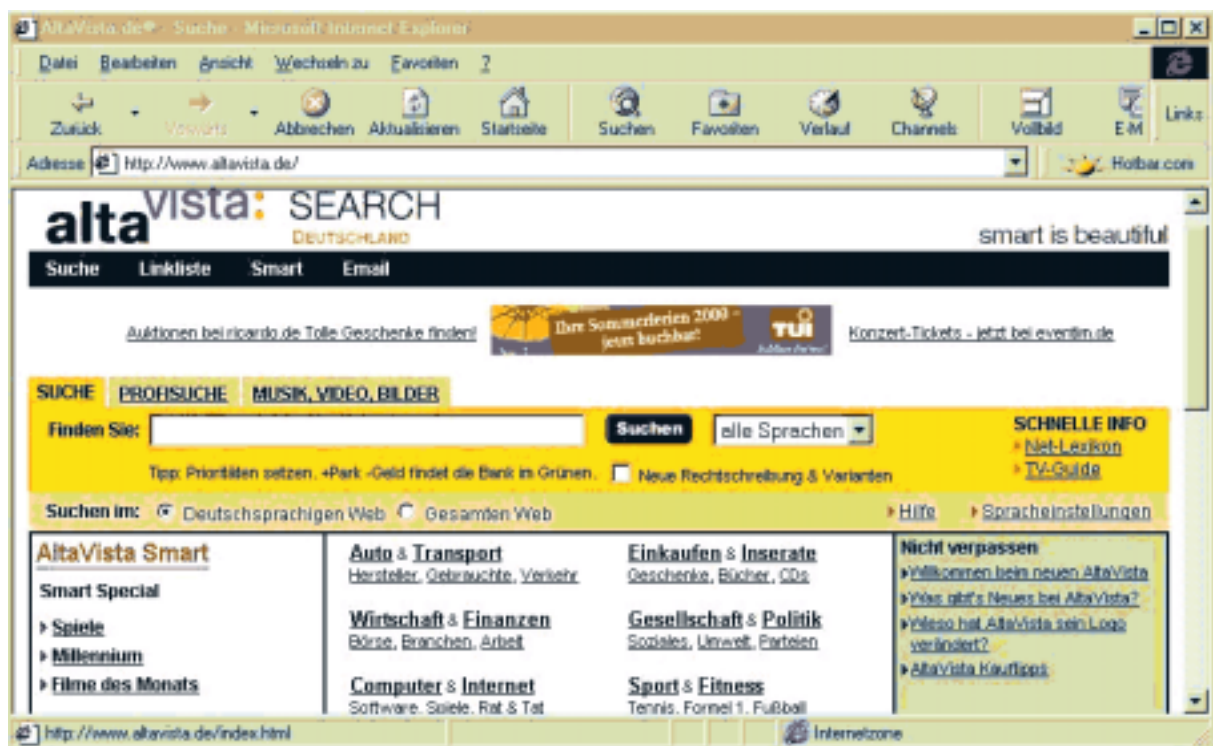 AltaVista.de - Suche - Microsoft Internet Explorer
Datei Bearbeiten Ansicht Wechseln zu Favoriten ?
Zurück Vorwärts Abbrechen Aktualisieren Startseite Suchen Favoriten Verlauf Channels Vollbild E-M Links
Adresse http://www.altavista.de/ Hotbar.com
alta vista: SEARCH
DEUTSCHLAND
smart is beautiful
Suche Linkliste Smart Email
Auktionen bei ricardo.de Tolle Geschenke finden!
Ihre Sommerferien 2000 -
jetzt buchbar!
TUI
Konzert-Tickets - jetzt bei eventim.de
SUCHE PROFISUCHE MUSIK, VIDEO, BILDER
Finden Sie: Suchen alle Sprachen
SCHNELLE INFO
Net-Lexikon
TV-Guide
Tipp: Prioritäten setzen. +Park -Geld findet die Bank im Grünen. Neue Rechtschreibung & Varianten
Suchen im: Deutschsprachigen Web Gesamten Web Hilfe Spracheinstellungen
AltaVista Smart
Smart Special
Spiele
Millennium
Filme des Monats
Auto & Transport
Hersteller, Gebrauchte, Verkehr
Wirtschaft & Finanzen
Börse, Branchen, Arbeit
Computer & Internet
Software, Spiele, Rat & Tat
Einkaufen & Inserate
Geschenke, Bücher, CDs
Gesellschaft & Politik
Soziales, Umwelt, Parteien
Sport & Fitness
Tennis, Formel 1, Fußball
Nicht verpassen
Willkommen beim neuen AltaVista
Was gibt's Neues bei AltaVista?
Wieso hat AltaVista sein Logo
verändert?
AltaVista Kauftipps
http://www.altavista.de/index.html Internetzone